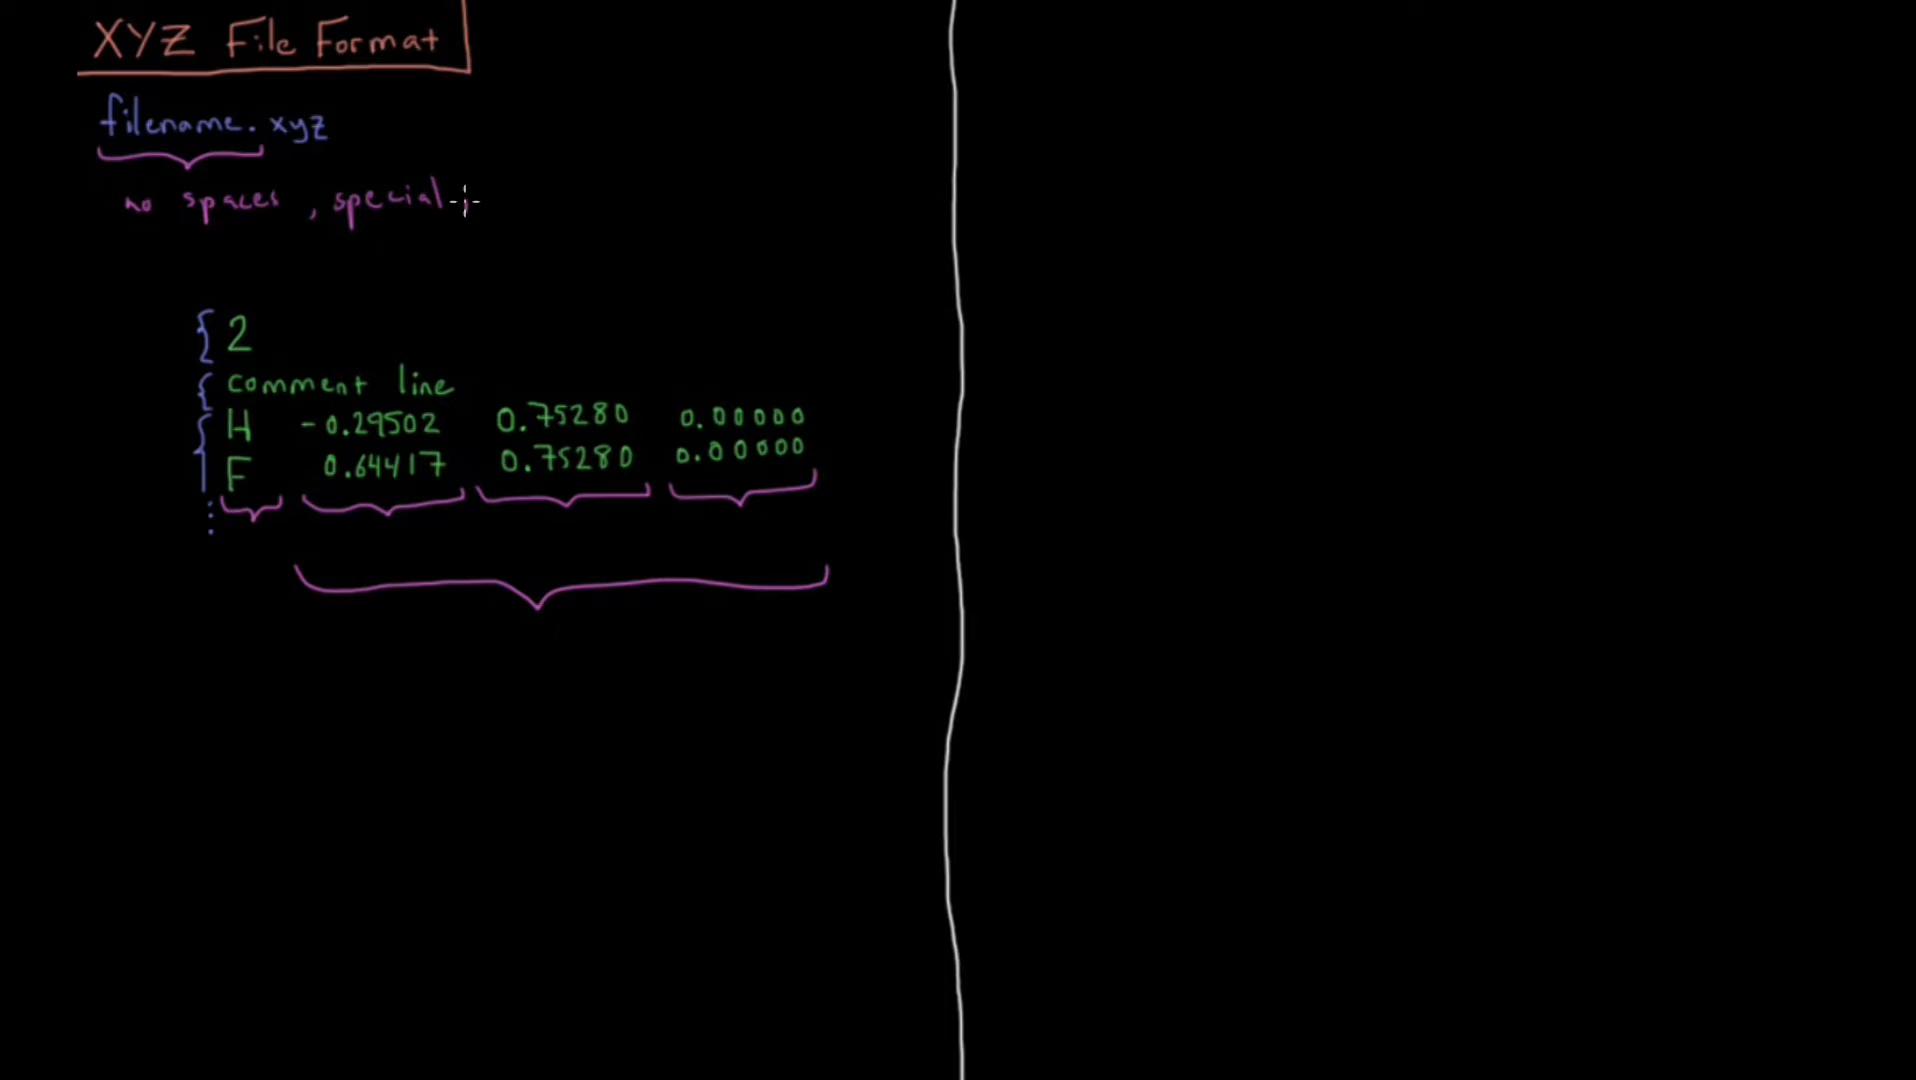 XYZ File Format
filename.xyz
no spaces, special
2
comment line
H -0.29502 0.75280 0.00000
F 0.64417 0.75280 0.00000